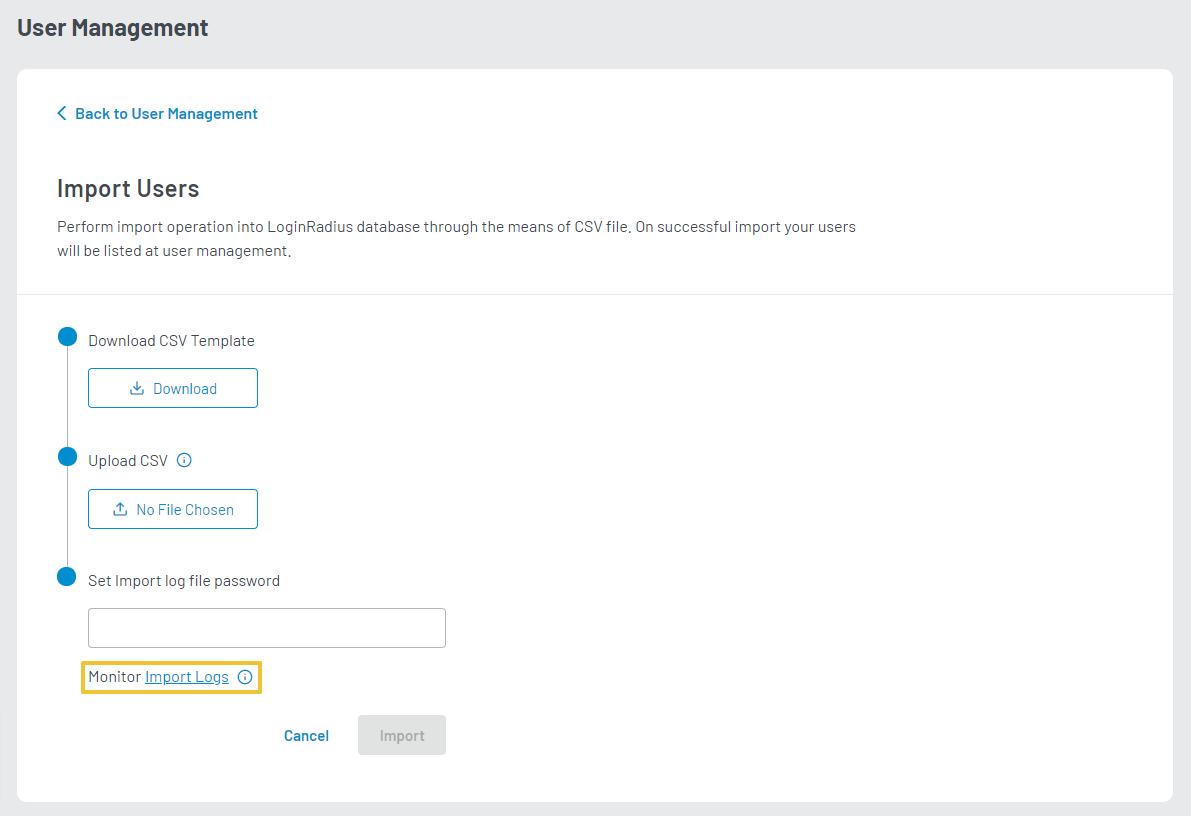 User Management
Back to User Management
Import Users
Perform import operation into LoginRadius database through the means of CSV file. On successful import your users
will be listed at user management.
Download CSV Template
Download
Upload CSV
No File Chosen
Set Import log file password
Monitor Import Logs
Cancel
Import